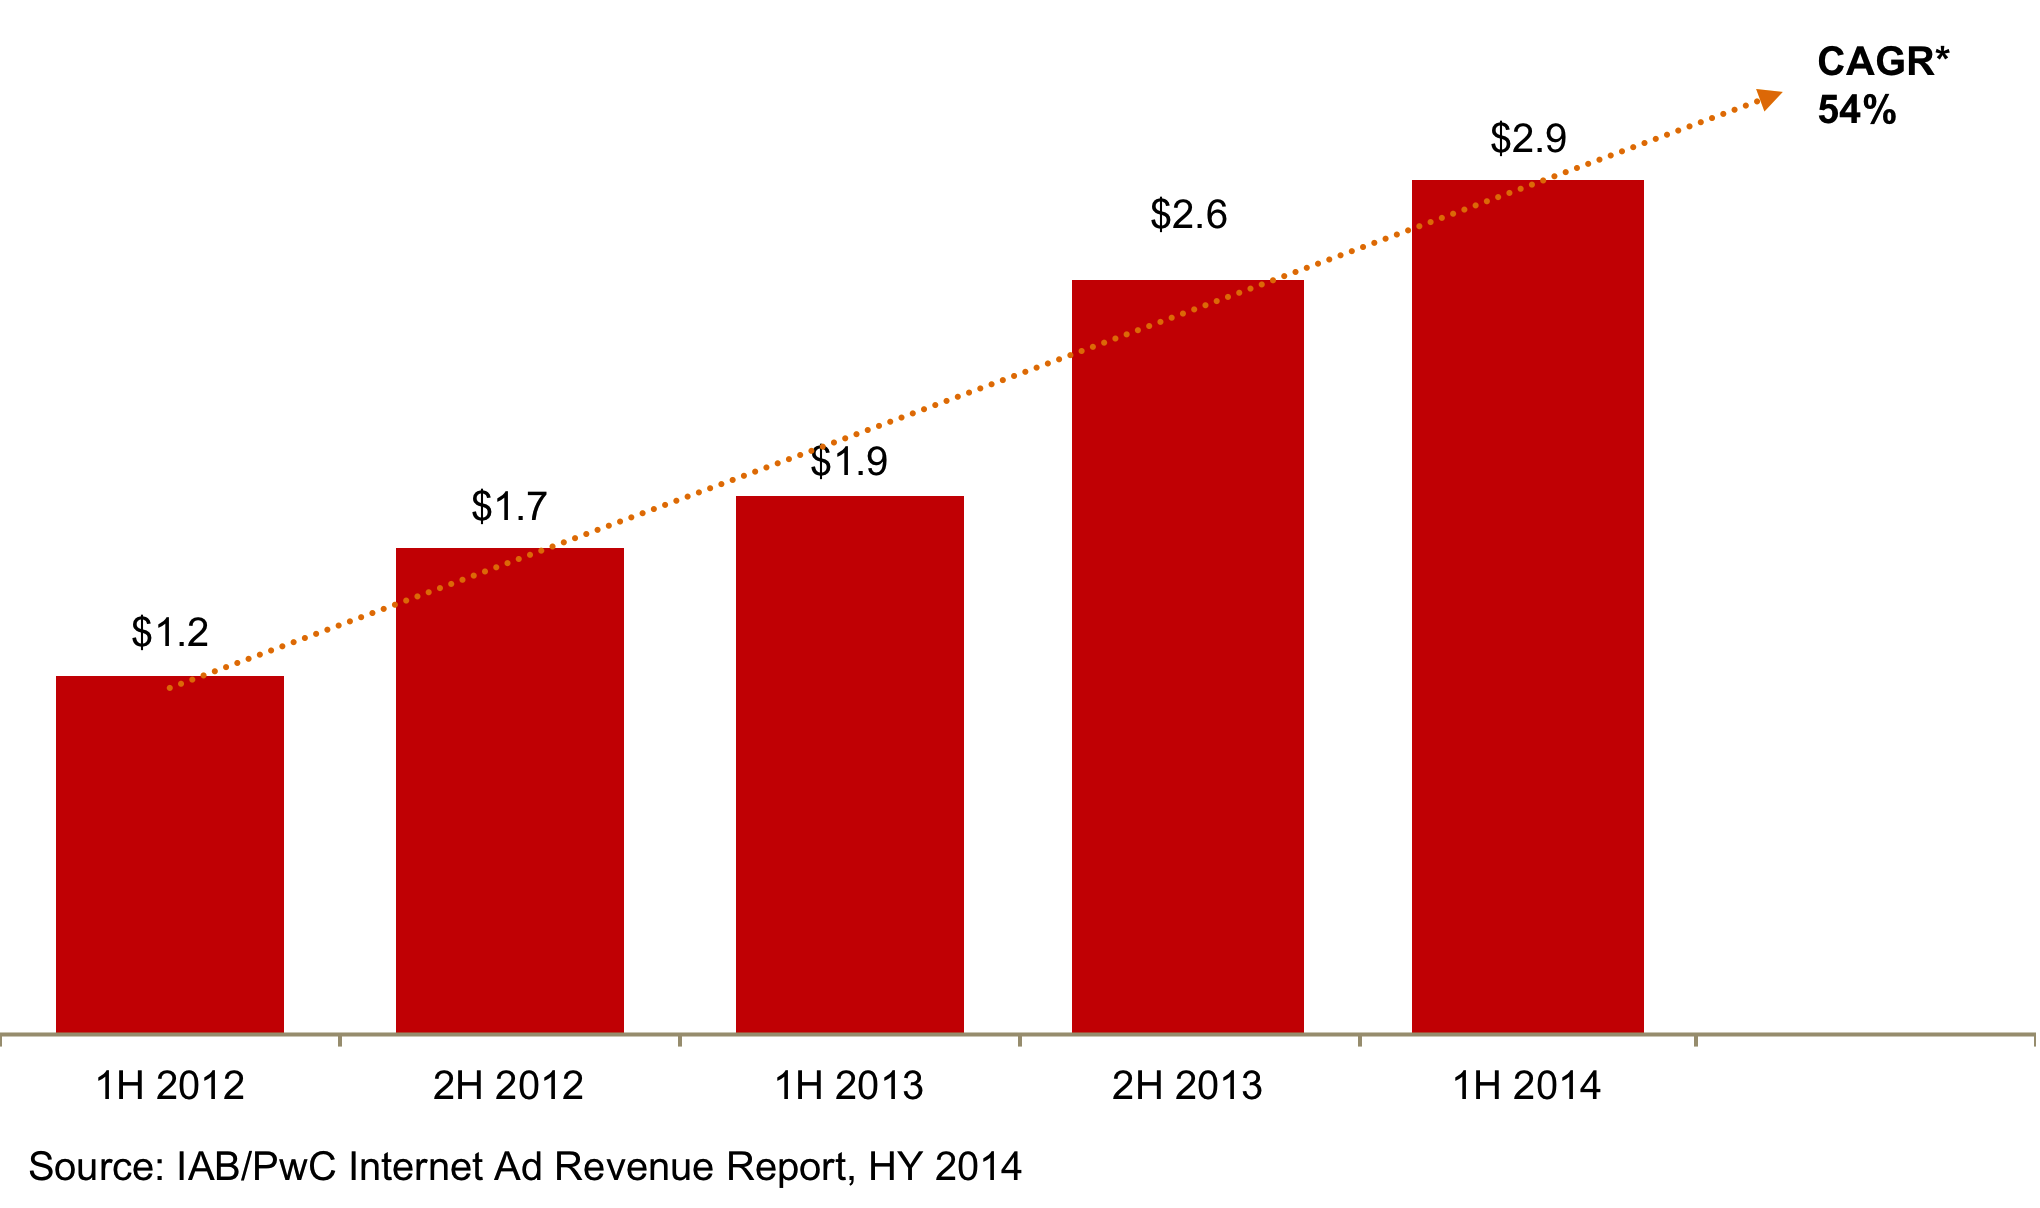 CAGR*
54%
$2.9
$2.6
$1.9
$1.7
$1.2
1H 2012
2H 2012
1H 2013
2H 2013
1H 2014
Source: IAB/PwC Internet Ad Revenue Report, HY 2014